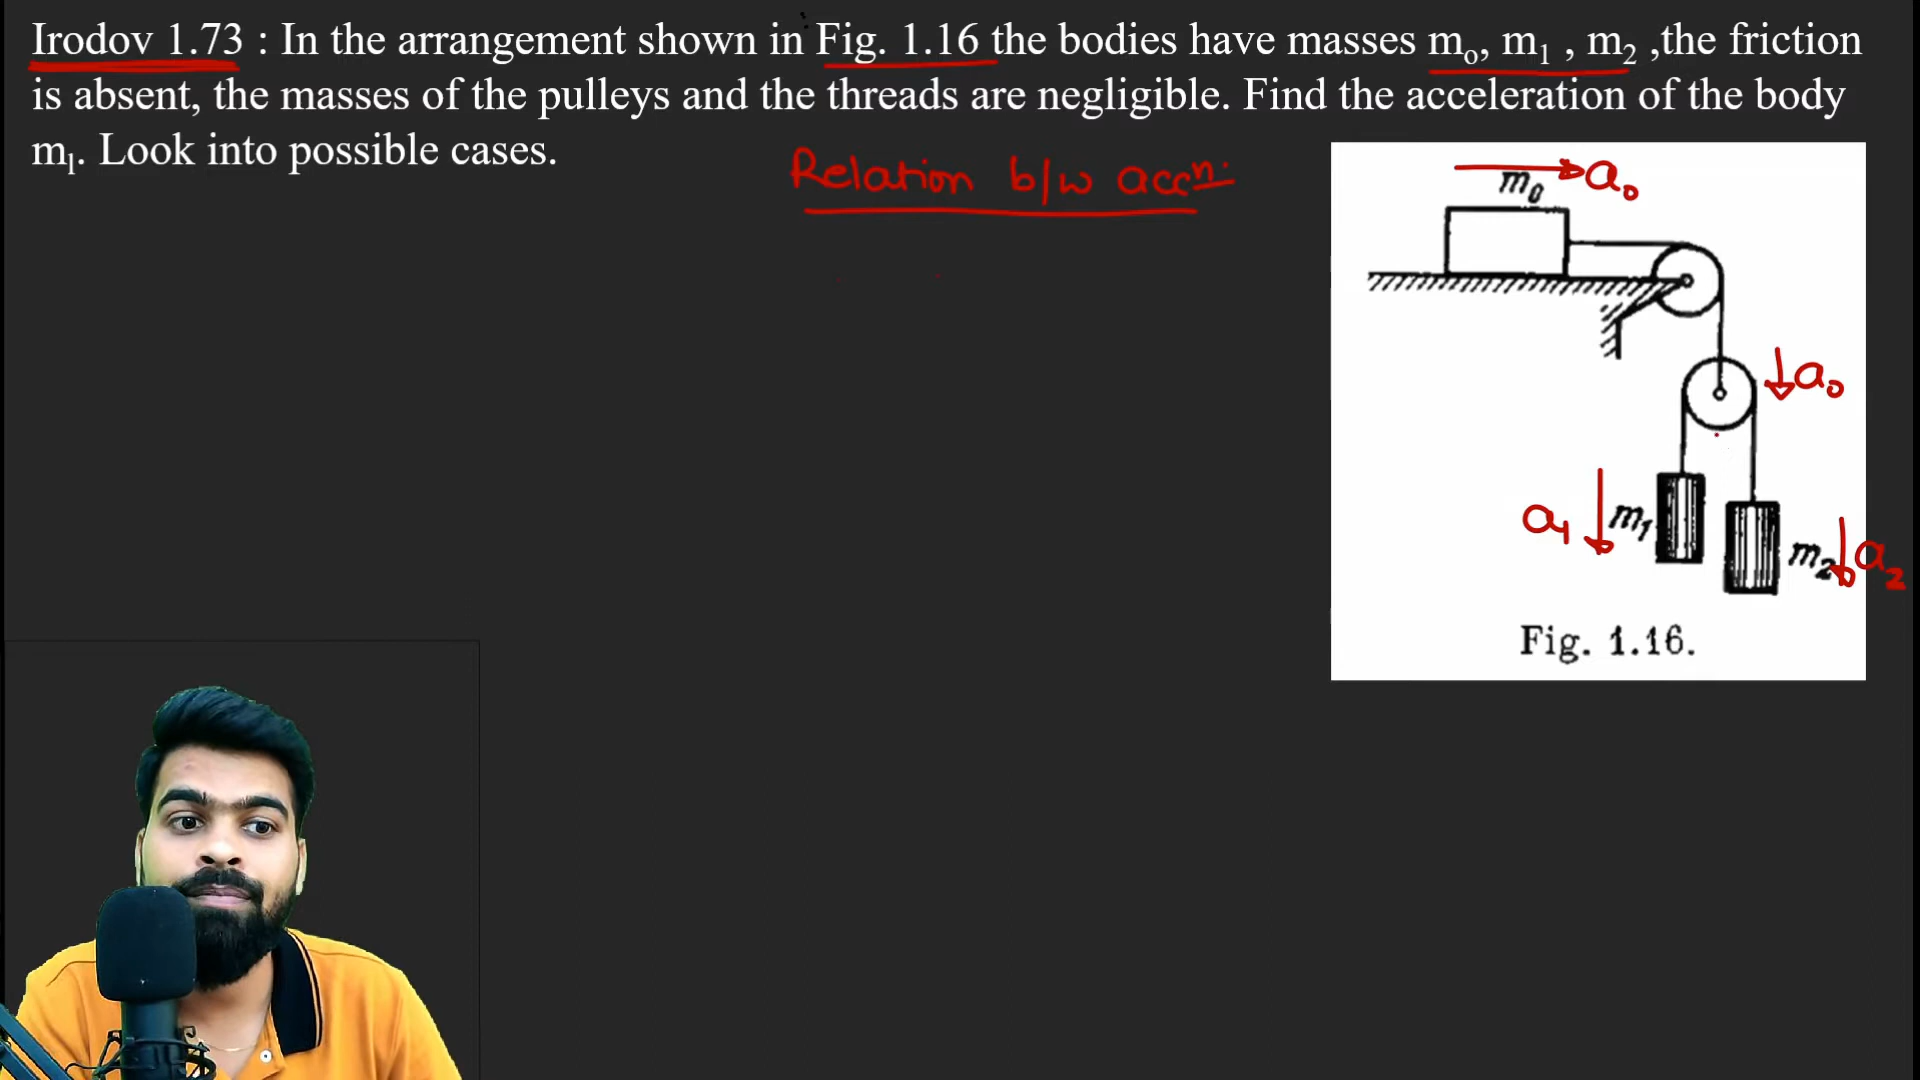 Irodov 1.73 : In the arrangement shown in Fig. 1.16 the bodies have masses m₀, m₁ , m₂ ,the friction
is absent, the masses of the pulleys and the threads are negligible. Find the acceleration of the body
mₗ. Look into possible cases.
Relation b/w accⁿ.
m₀ a₀
a₀
a₁ m₁
m₂ a₂
Fig. 1.16.